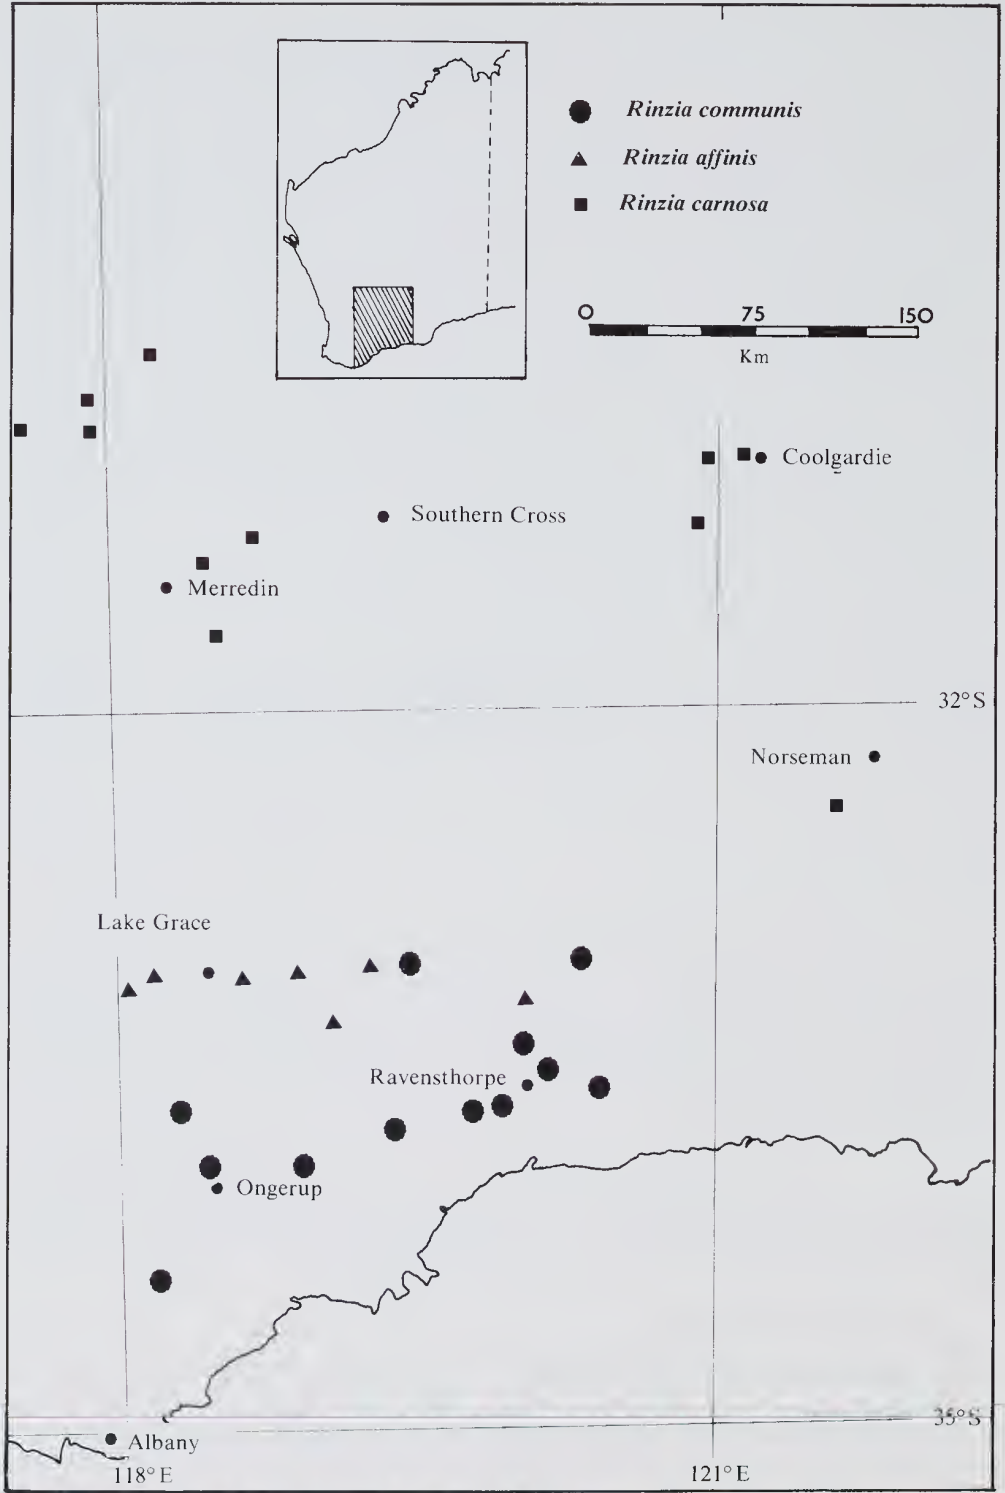 Rinzia communis
Rinzia affinis
Rinzia carnosa
0 75 150
Km
Coolgardie
Southern Cross
Merredin
32°S
Norseman
Lake Grace
Ravensthorpe
Ongerup
35°S
Albany
118°E 121°E